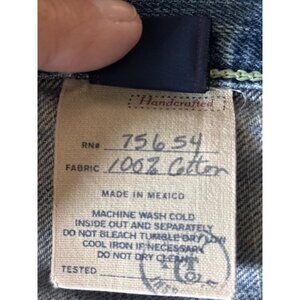 Handcrafted
RN# 75654
FABRIC 100% Cotton
MADE IN MEXICO
MACHINE WASH COLD
INSIDE OUT AND SEPARATELY
DO NOT BLEACH TUMBLE DRY LOW
COOL IRON IF NECESSARY
DO NOT DRY CLEAN
TESTED